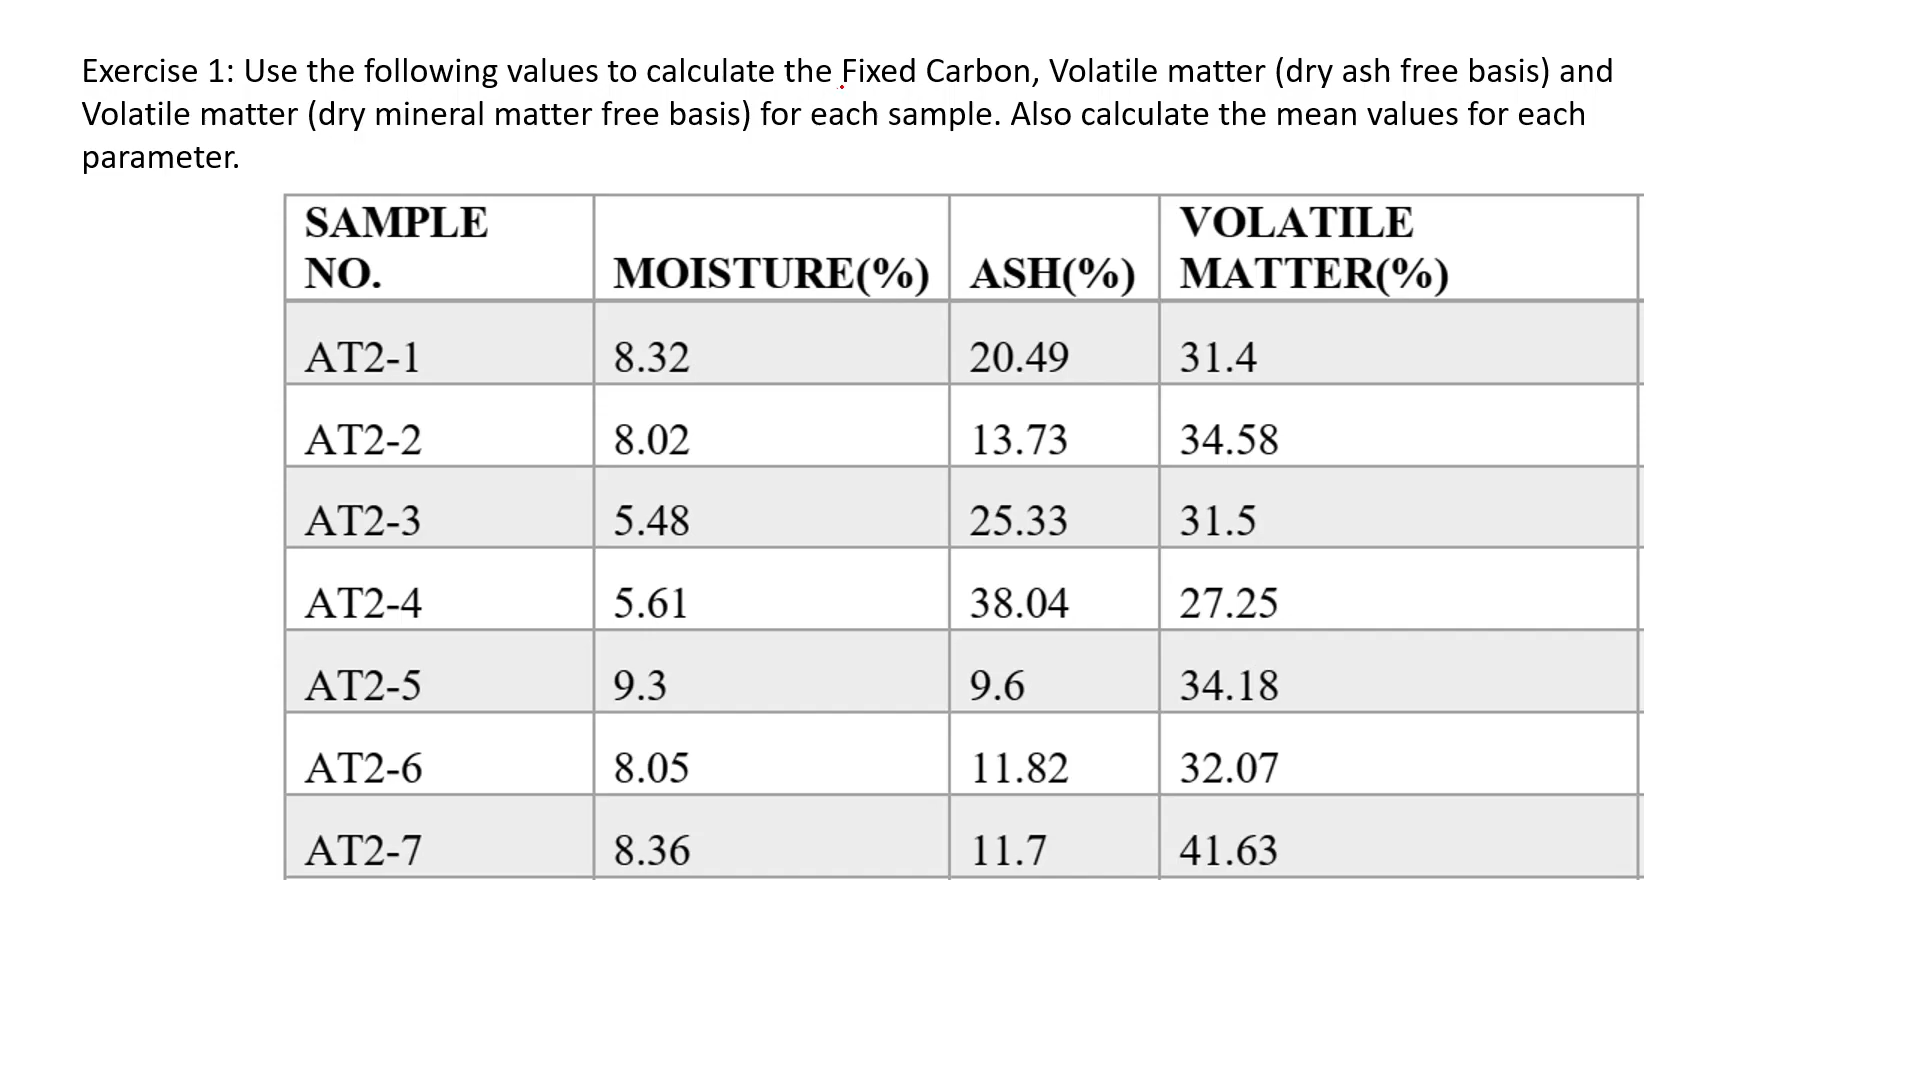 Exercise 1: Use the following values to calculate the Fixed Carbon, Volatile matter (dry ash free basis) and
Volatile matter (dry mineral matter free basis) for each sample. Also calculate the mean values for each
parameter.
SAMPLE NO. MOISTURE(%) ASH(%) VOLATILE MATTER(%)
AT2-1 8.32 20.49 31.4
AT2-2 8.02 13.73 34.58
AT2-3 5.48 25.33 31.5
AT2-4 5.61 38.04 27.25
AT2-5 9.3 9.6 34.18
AT2-6 8.05 11.82 32.07
AT2-7 8.36 11.7 41.63